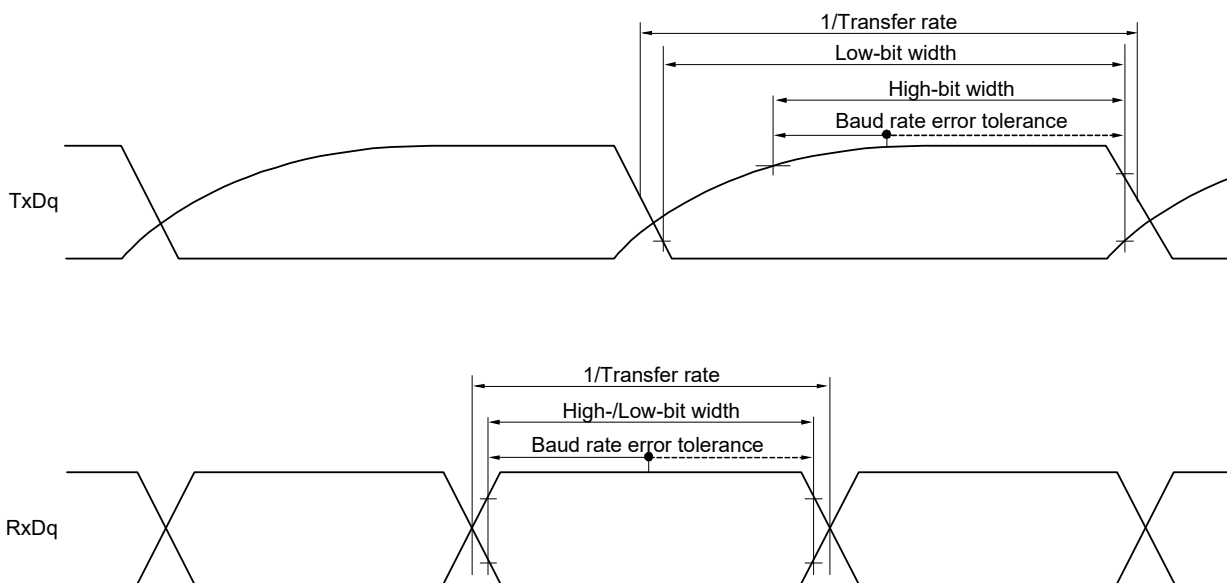 1/Transfer rate
Low-bit width
High-bit width
Baud rate error tolerance
TxDq
1/Transfer rate
High-/Low-bit width
Baud rate error tolerance
RxDq